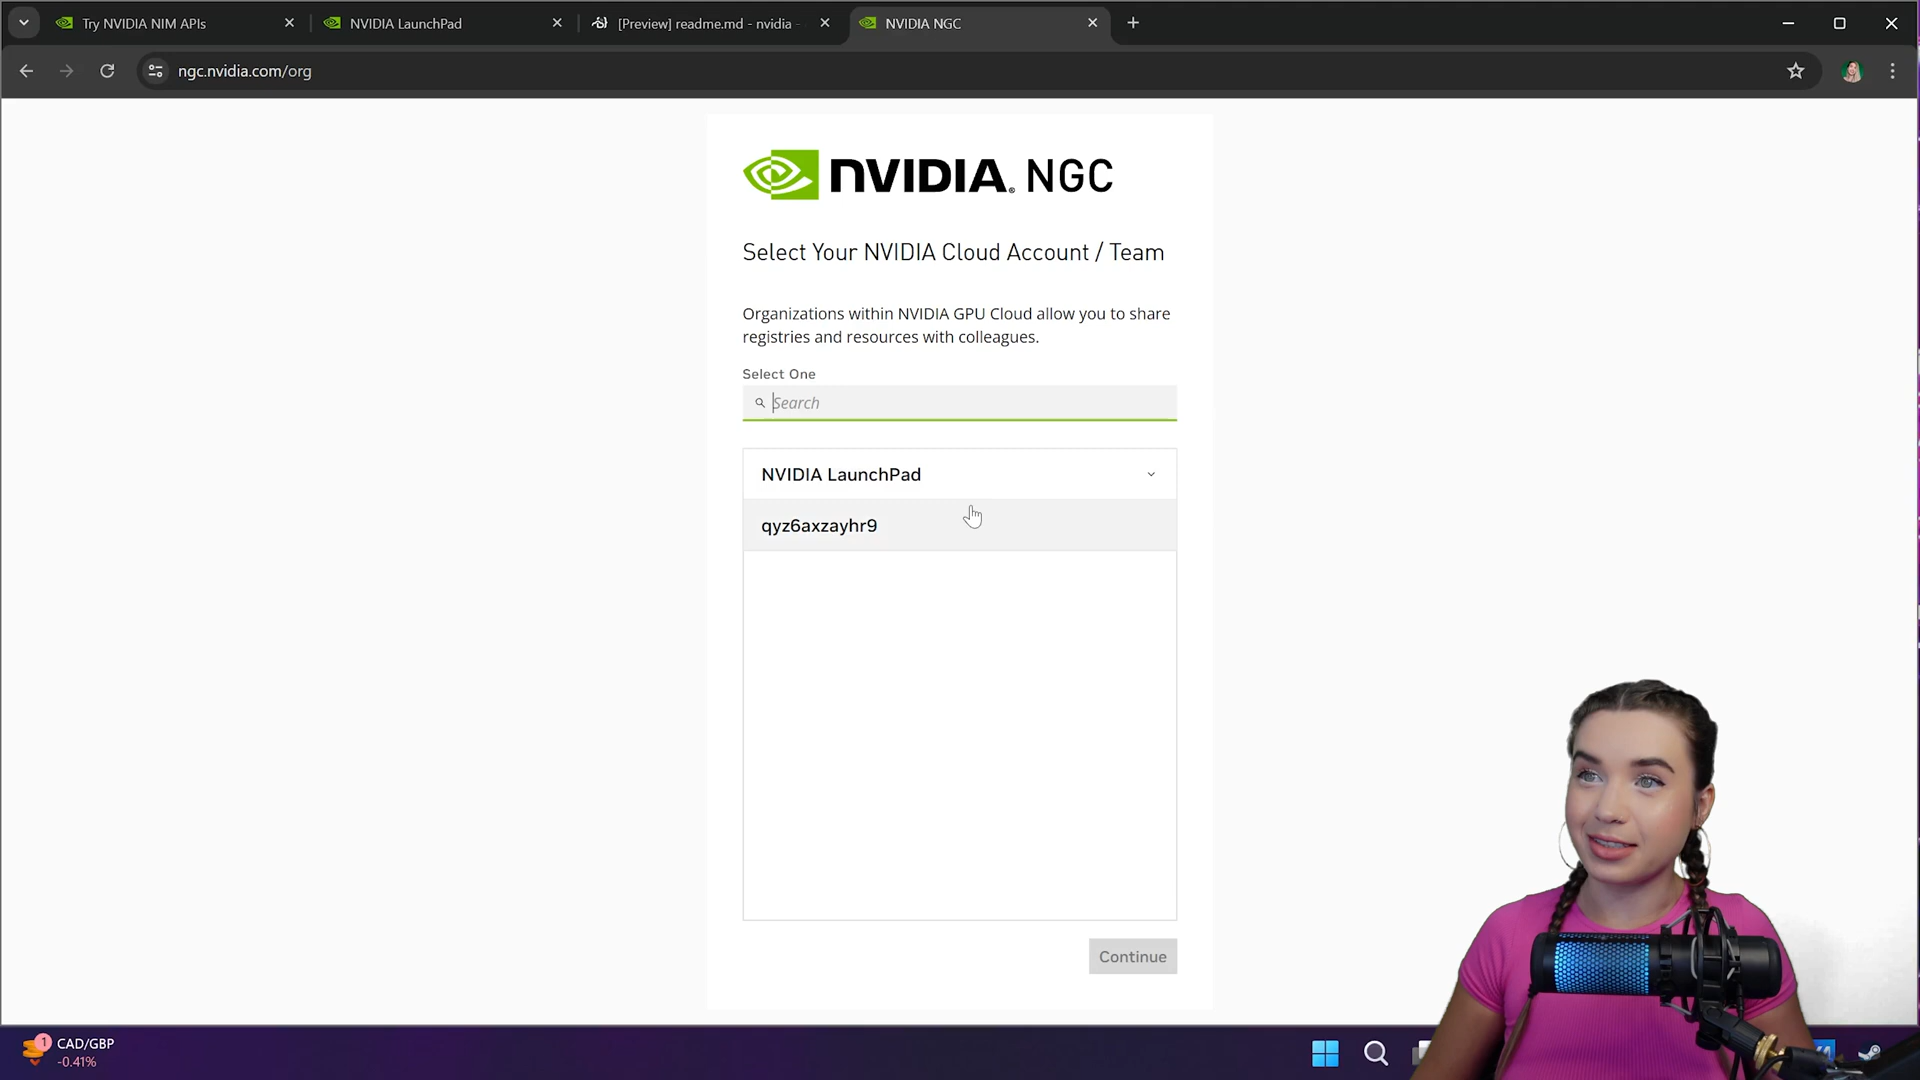 Try NVIDIA NIM APIs
NVIDIA LaunchPad
[Preview] readme.md - nvidia -
NVIDIA NGC
ngc.nvidia.com/org
NVIDIA. NGC
Select Your NVIDIA Cloud Account / Team
Organizations within NVIDIA GPU Cloud allow you to share
registries and resources with colleagues.
Select One
Search
NVIDIA LaunchPad
qyz6axzayhr9
Continue
1
CAD/GBP
-0.41%